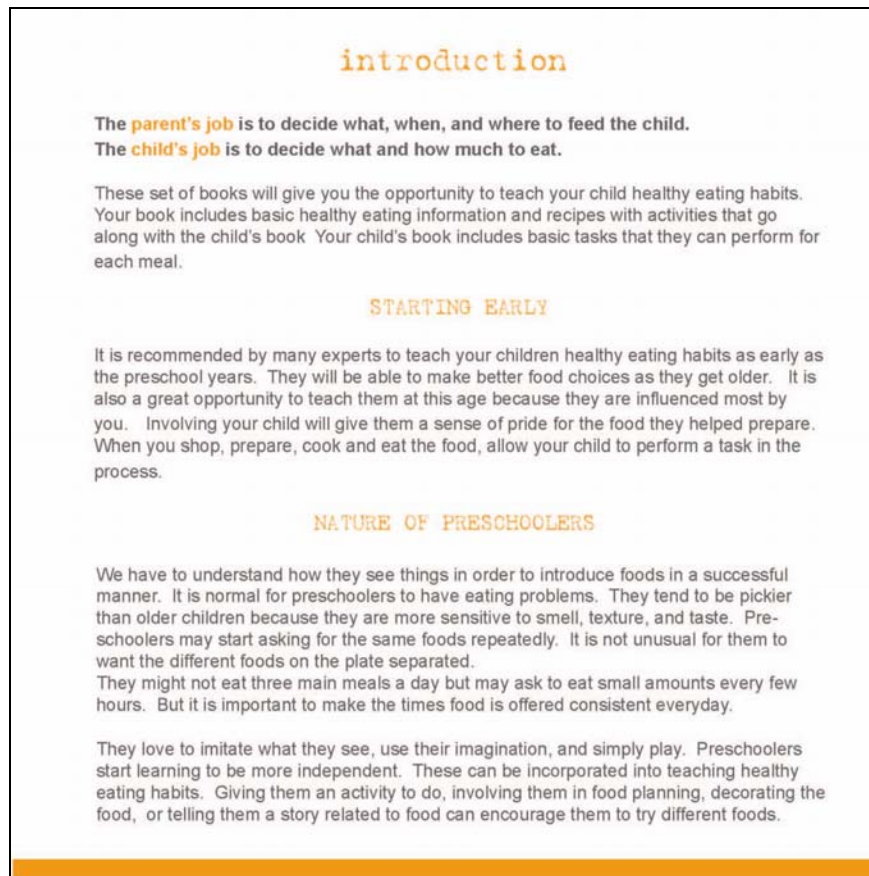 introduction
The parent's job is to decide what, when, and where to feed the child.
The child's job is to decide what and how much to eat.
These set of books will give you the opportunity to teach your child healthy eating habits.
Your book includes basic healthy eating information and recipes with activities that go
along with the child's book  Your child's book includes basic tasks that they can perform for
each meal.
STARTING EARLY
It is recommended by many experts to teach your children healthy eating habits as early as
the preschool years.  They will be able to make better food choices as they get older.   It is
also a great opportunity to teach them at this age because they are influenced most by
you.   Involving your child will give them a sense of pride for the food they helped prepare.
When you shop, prepare, cook and eat the food, allow your child to perform a task in the
process.
NATURE OF PRESCHOOLERS
We have to understand how they see things in order to introduce foods in a successful
manner.  It is normal for preschoolers to have eating problems.  They tend to be pickier
than older children because they are more sensitive to smell, texture, and taste.  Pre-
schoolers may start asking for the same foods repeatedly.  It is not unusual for them to
want the different foods on the plate separated.
They might not eat three main meals a day but may ask to eat small amounts every few
hours.  But it is important to make the times food is offered consistent everyday.
They love to imitate what they see, use their imagination, and simply play.  Preschoolers
start learning to be more independent.  These can be incorporated into teaching healthy
eating habits.  Giving them an activity to do, involving them in food planning, decorating the
food,  or telling them a story related to food can encourage them to try different foods.